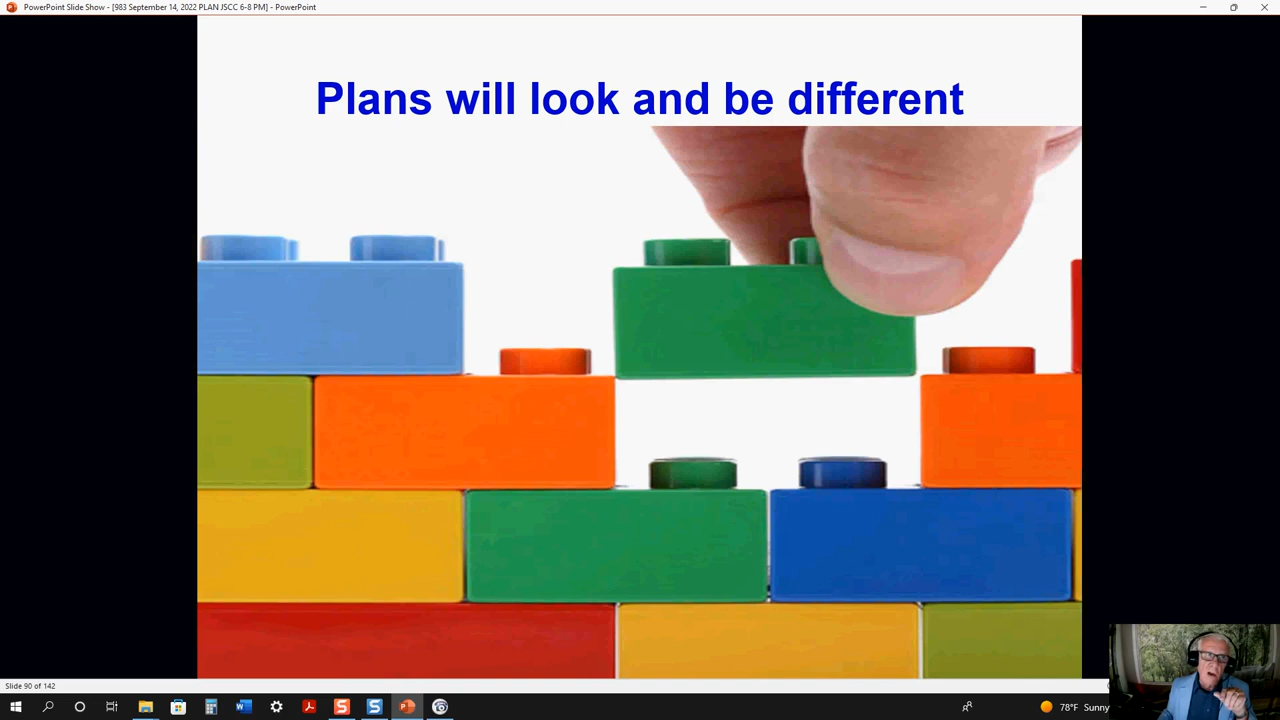 PowerPoint Slide Show - [983 September 14, 2022 PLAN JSCC 6-8 PM] - PowerPoint
Plans will look and be different
Slide 90 of 142
78°F Sunny